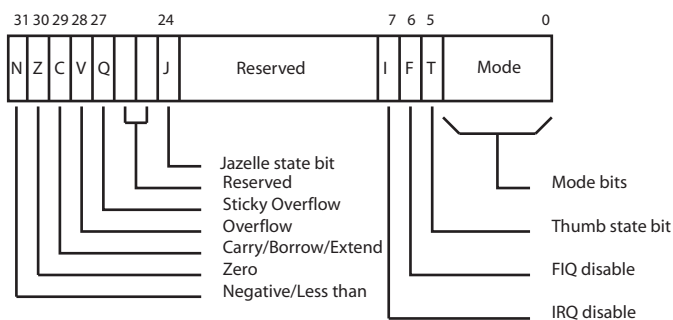 31 30 29 28 27 24 7 6 5 0
N Z C V Q J Reserved I F T Mode
Jazelle state bit
Reserved Mode bits
Sticky Overflow
Overflow Thumb state bit
Carry/Borrow/Extend
Zero FIQ disable
Negative/Less than
IRQ disable